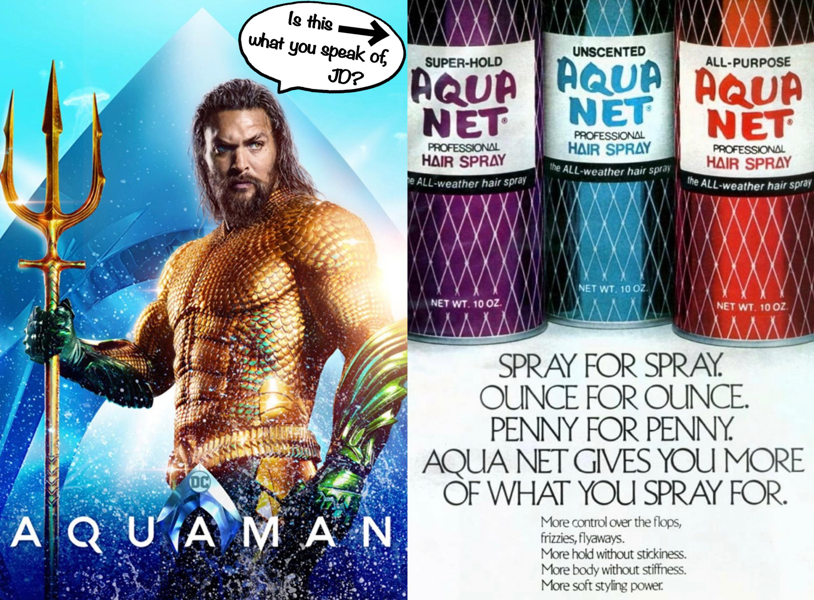 Is this
what you speak of,
JD?
DC
AQUAMAN
SUPER-HOLD
AQUA
NET®
PROFESSIONAL
HAIR SPRAY
he ALL-weather hair spray
NET WT. 10 OZ.
UNSCENTED
AQUA
NET®
PROFESSIONAL
HAIR SPRAY
the ALL-weather hair spray
NET WT. 10 OZ.
ALL-PURPOSE
AQUA
NET®
PROFESSIONAL
HAIR SPRAY
the ALL-weather hair spray
NET WT. 10 OZ.
SPRAY FOR SPRAY.
OUNCE FOR OUNCE.
PENNY FOR PENNY.
AQUA NET GIVES YOU MORE
OF WHAT YOU SPRAY FOR.
More control over the flops,
frizzies, flyaways.
More hold without stickiness.
More body without stiffness.
More soft styling power.